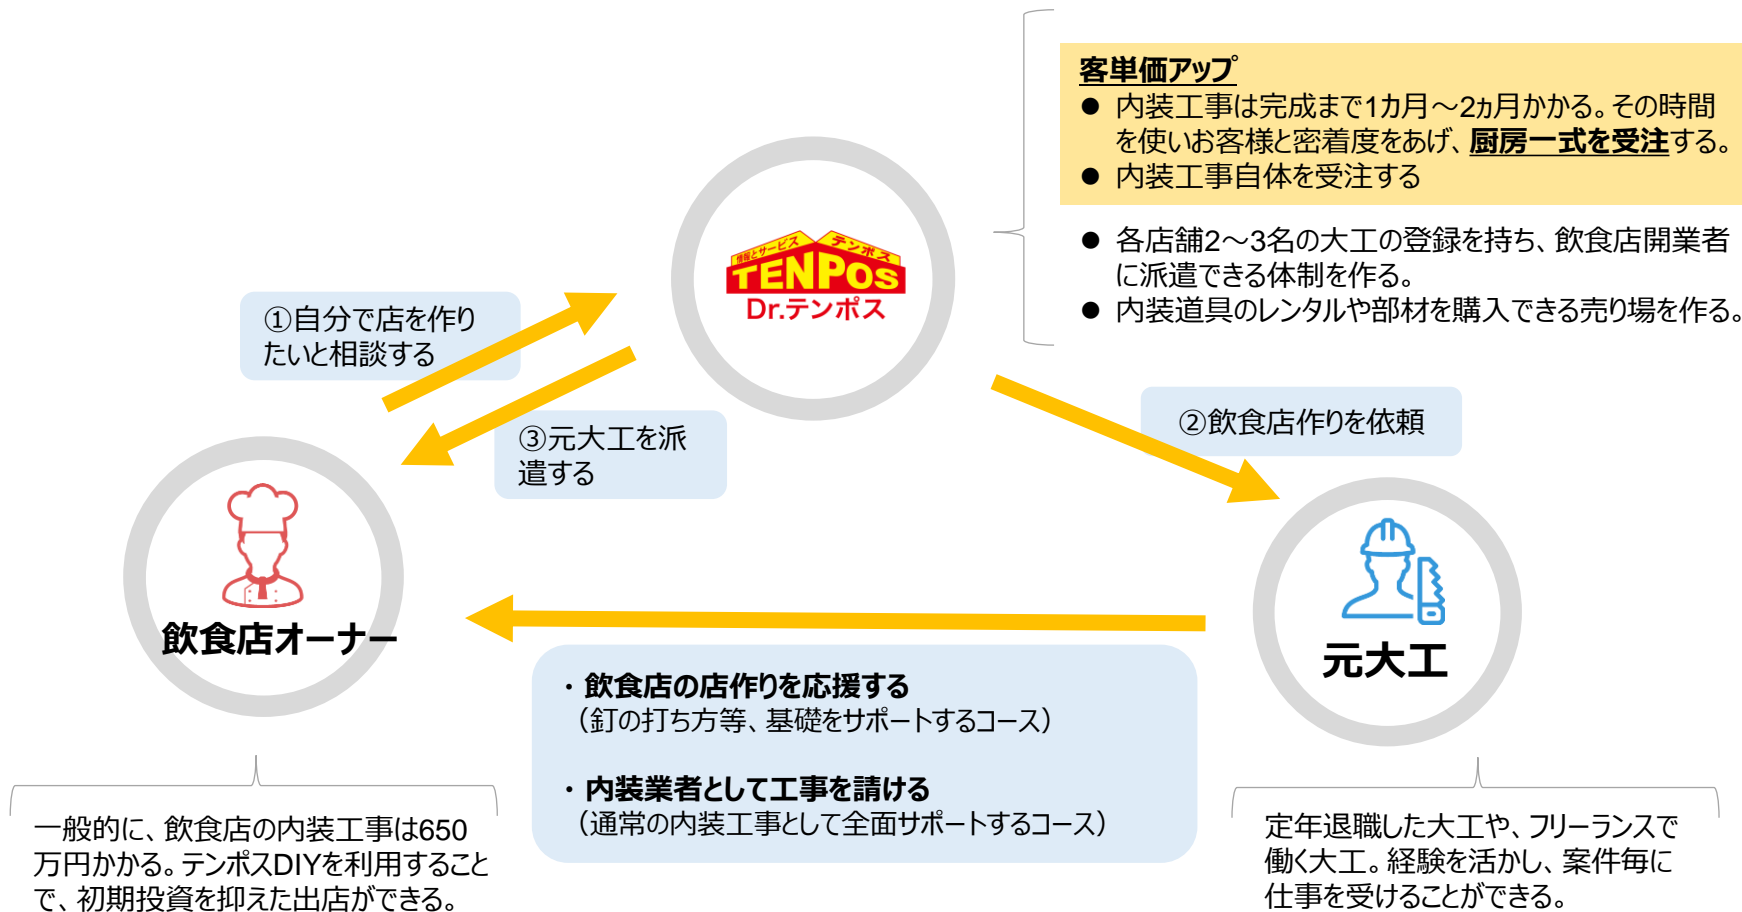 客単価アップ
● 内装工事は完成まで1カ月～2ヵ月かかる。その時間
を使いお客様と密着度をあげ、厨房一式を受注する。
● 内装工事自体を受注する
● 各店舗2～3名の大工の登録を持ち、飲食店開業者
に派遣できる体制を作る。
● 内装道具のレンタルや部材を購入できる売り場を作る。
情報とサービス
テンポス
TENPOS
Dr.テンポス
①自分で店を作り
たいと相談する
③元大工を派
遣する
②飲食店作りを依頼
飲食店オーナー
元大工
・飲食店の店作りを応援する
（釘の打ち方等、基礎をサポートするコース）
・内装業者として工事を請ける
（通常の内装工事として全面サポートするコース）
一般的に、飲食店の内装工事は650
万円かかる。テンポスDIYを利用すること
で、初期投資を抑えた出店ができる。
定年退職した大工や、フリーランスで
働く大工。経験を活かし、案件毎に
仕事を受けることができる。